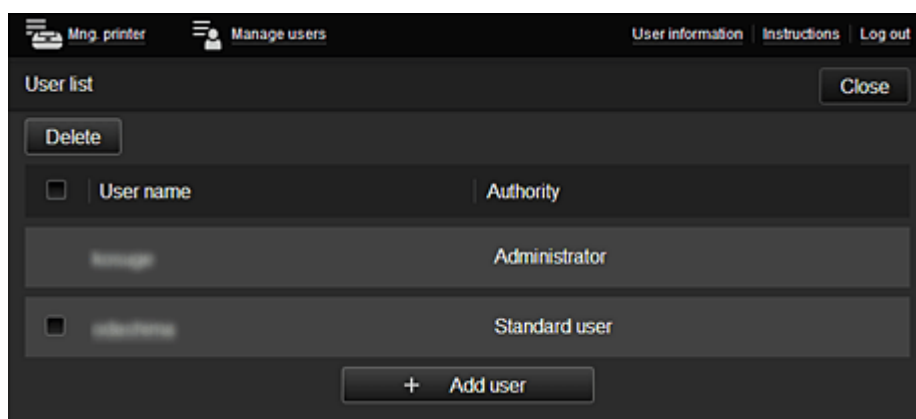 Mng. printer Manage users User information Instructions Log out
User list Close
Delete
User name Authority
Administrator
Standard user
+ Add user